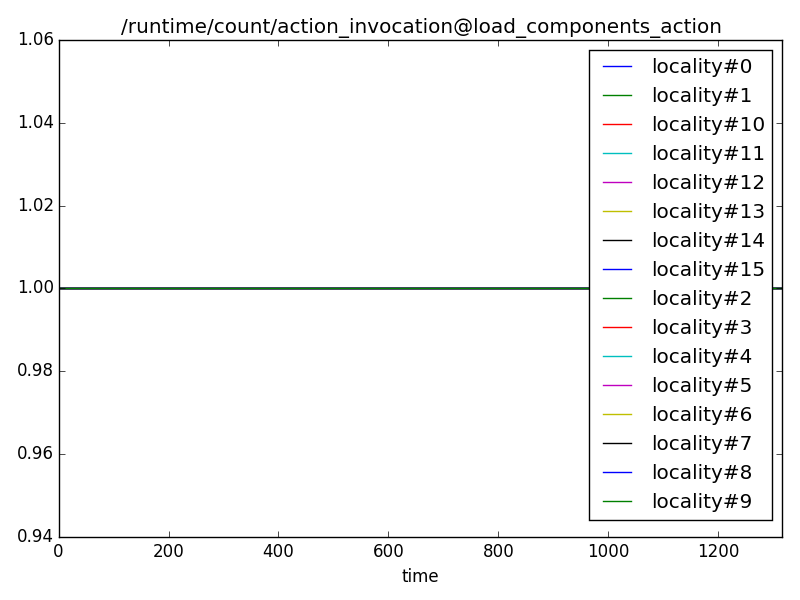 /runtime/count/action_invocation@load_components_action
1.06
1.04
1.02
1.00
0.98
0.96
0.94
locality#0
locality#1
locality#10
locality#11
locality#12
locality#13
locality#14
locality#15
locality#2
locality#3
locality#4
locality#5
locality#6
locality#7
locality#8
locality#9
0 200 400 600 800 1000 1200
time